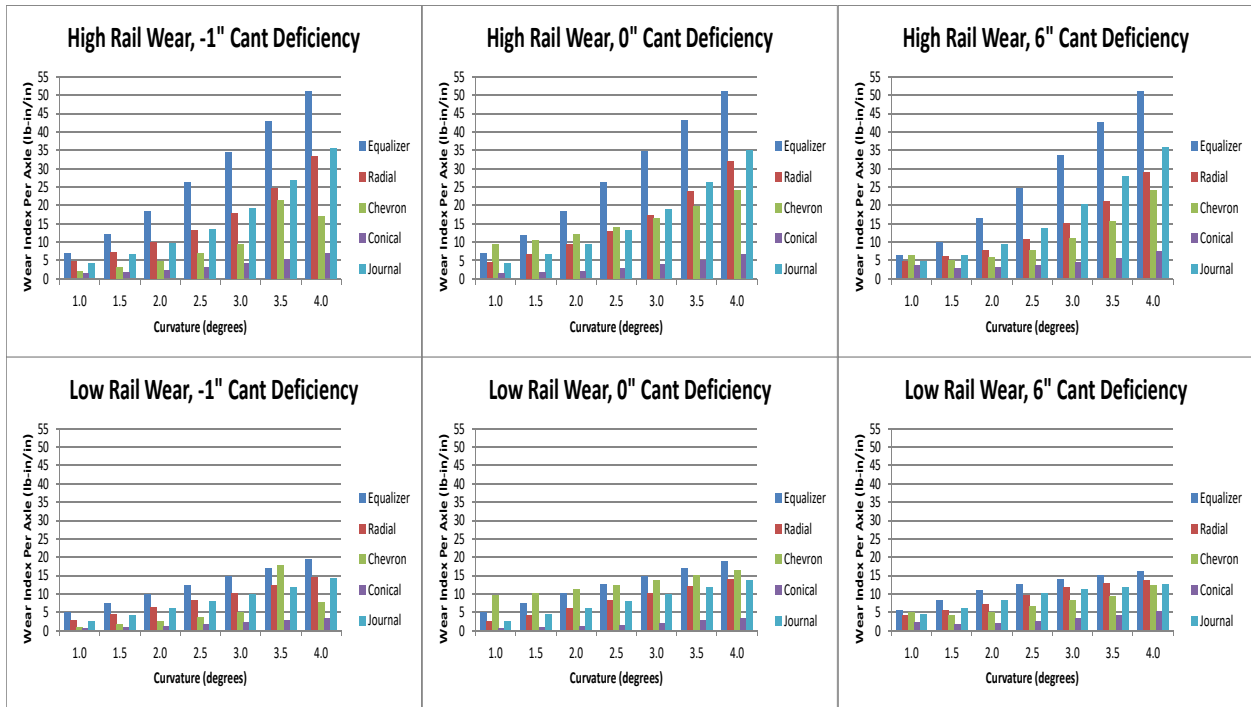 High Rail Wear, -1" Cant Deficiency
Wear Index Per Axle (lb-in/in)
55
50
45
40
35
30
25
20
15
10
5
0
1.0 1.5 2.0 2.5 3.0 3.5 4.0
Curvature (degrees)
Equalizer
Radial
Chevron
Conical
Journal
High Rail Wear, 0" Cant Deficiency
Wear Index Per Axle (lb-in/in)
55
50
45
40
35
30
25
20
15
10
5
0
1.0 1.5 2.0 2.5 3.0 3.5 4.0
Curvature (degrees)
Equalizer
Radial
Chevron
Conical
Journal
High Rail Wear, 6" Cant Deficiency
Wear Index Per Axle (lb-in/in)
55
50
45
40
35
30
25
20
15
10
5
0
1.0 1.5 2.0 2.5 3.0 3.5 4.0
Curvature (degrees)
Equalizer
Radial
Chevron
Conical
Journal
Low Rail Wear, -1" Cant Deficiency
Wear Index Per Axle (lb-in/in)
55
50
45
40
35
30
25
20
15
10
5
0
1.0 1.5 2.0 2.5 3.0 3.5 4.0
Curvature (degrees)
Equalizer
Radial
Chevron
Conical
Journal
Low Rail Wear, 0" Cant Deficiency
Wear Index Per Axle (lb-in/in)
55
50
45
40
35
30
25
20
15
10
5
0
1.0 1.5 2.0 2.5 3.0 3.5 4.0
Curvature (degrees)
Equalizer
Radial
Chevron
Conical
Journal
Low Rail Wear, 6" Cant Deficiency
Wear Index Per Axle (lb-in/in)
55
50
45
40
35
30
25
20
15
10
5
0
1.0 1.5 2.0 2.5 3.0 3.5 4.0
Curvature (degrees)
Equalizer
Radial
Chevron
Conical
Journal